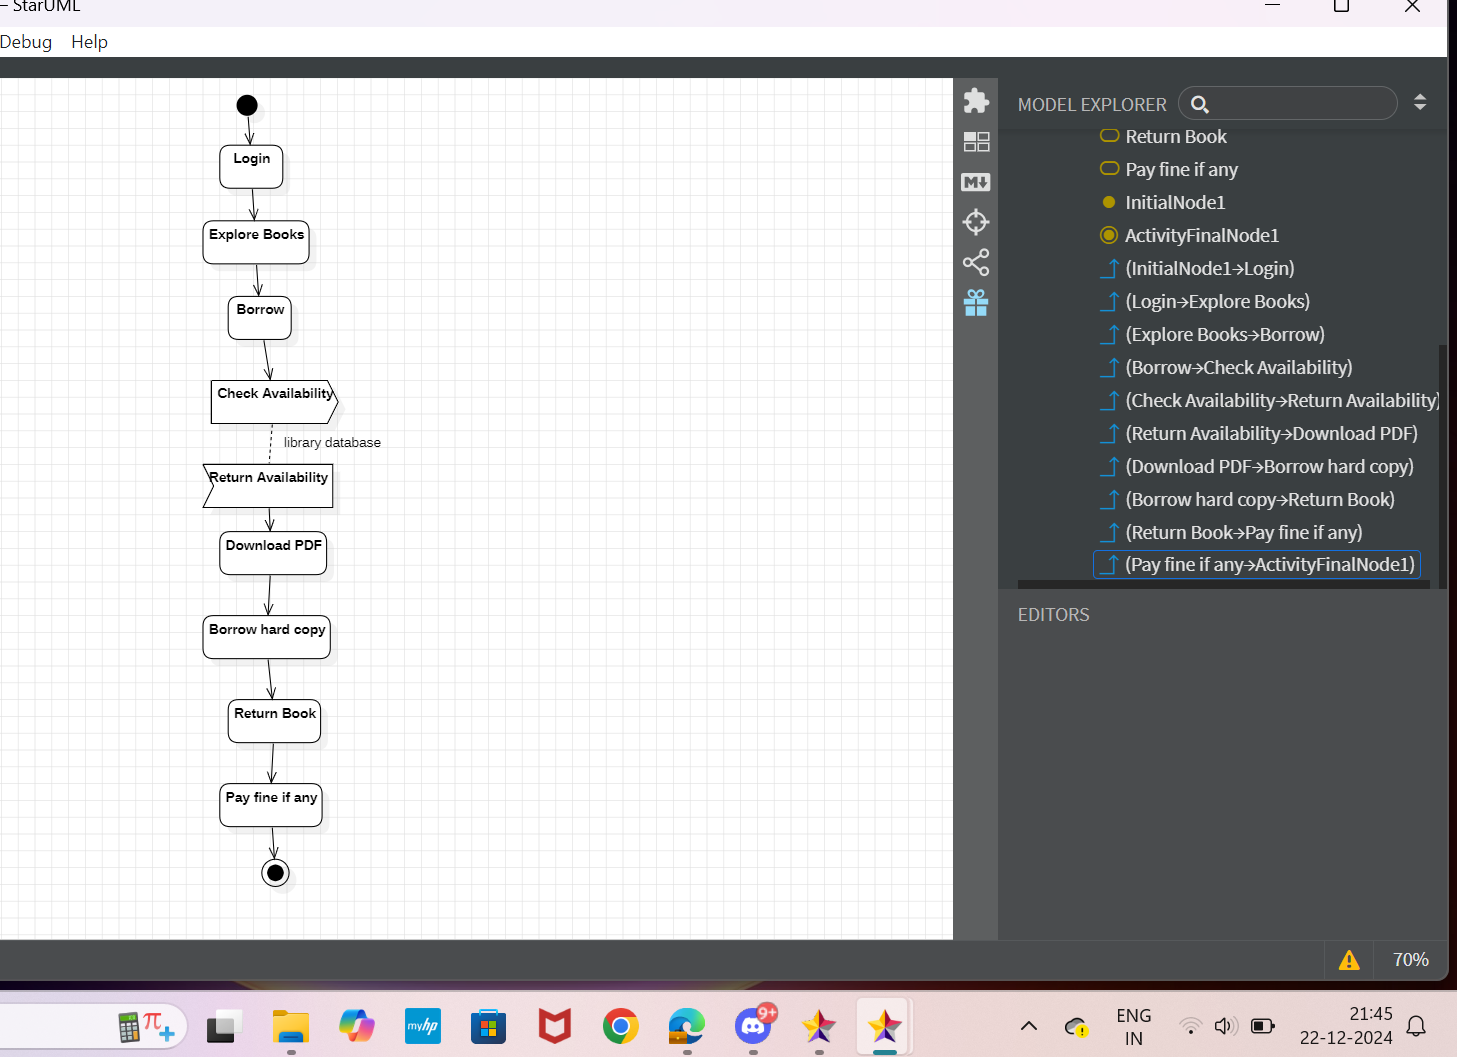 – StarUML
Debug Help
Login
Explore Books
Borrow
Check Availability
library database
Return Availability
Download PDF
Borrow hard copy
Return Book
Pay fine if any
M
MODEL EXPLORER
Return Book
Pay fine if any
InitialNode1
ActivityFinalNode1
(InitialNode1→Login)
(Login→Explore Books)
(Explore Books→Borrow)
(Borrow→Check Availability)
(Check Availability→Return Availability)
(Return Availability→Download PDF)
(Download PDF→Borrow hard copy)
(Borrow hard copy→Return Book)
(Return Book→Pay fine if any)
(Pay fine if any→ActivityFinalNode1)
EDITORS
70%
π
myhp
9+
ENG
IN
21:45
22-12-2024